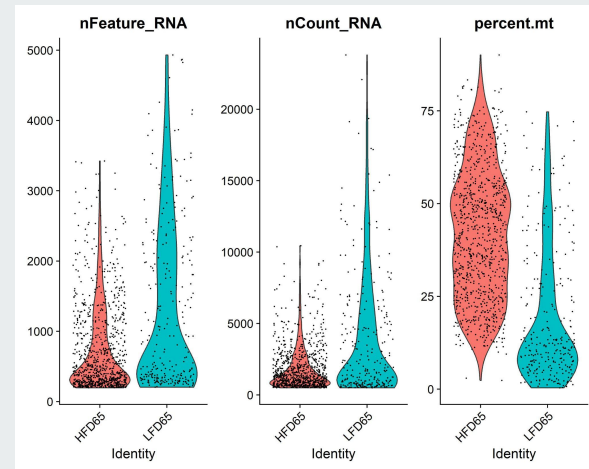 nFeature_RNA
5000
4000
3000
2000
1000
0
HFD65
LFD65
Identity
nCount_RNA
20000
15000
10000
5000
0
HFD65
LFD65
Identity
percent.mt
75
50
25
0
HFD65
LFD65
Identity